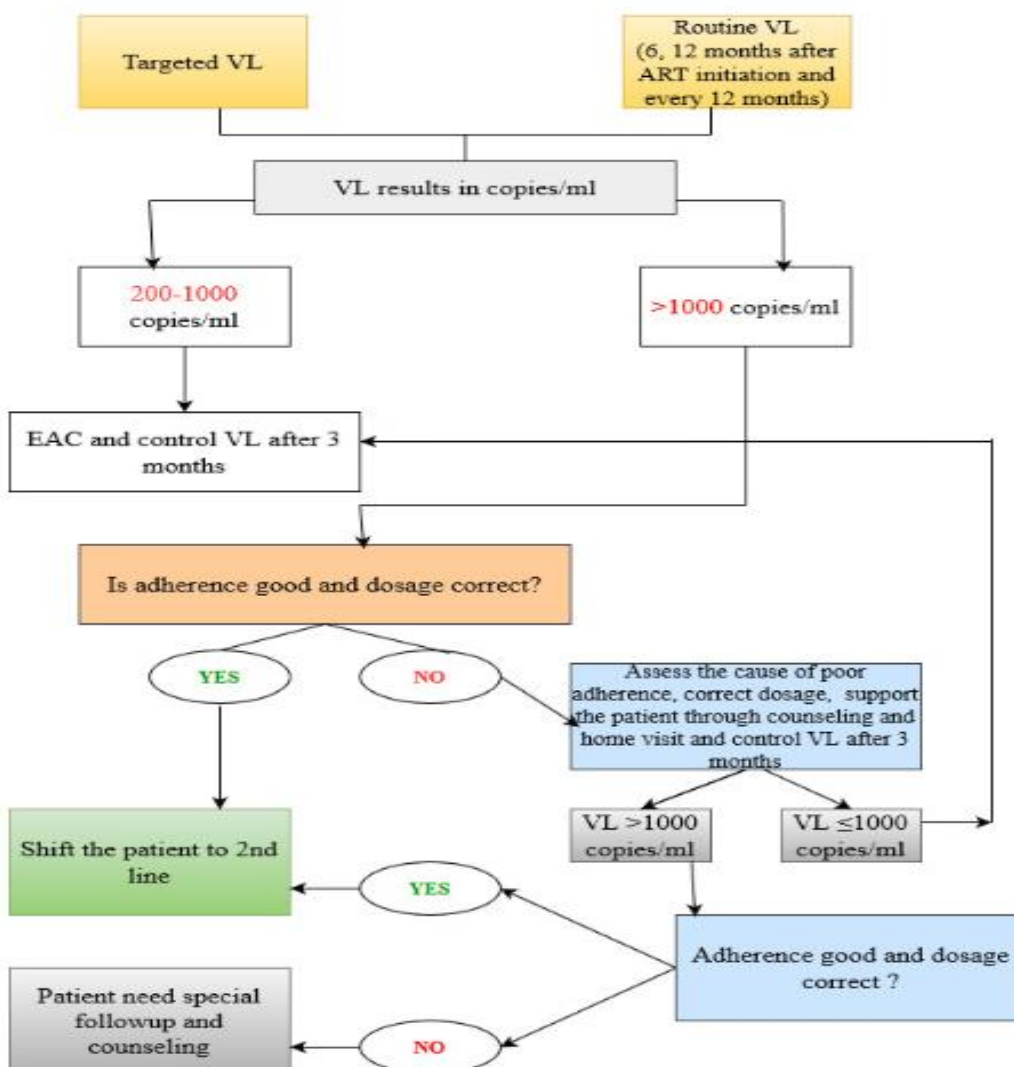 Targeted VL
Routine VL
(6, 12 months after
ART initiation and
every 12 months)
VL results in copies/ml
200-1000
copies/ml
>1000 copies/ml
EAC and control VL after 3
months
Is adherence good and dosage correct?
YES
NO
Assess the cause of poor
adherence, correct dosage, support
the patient through counseling and
home visit and control VL after 3
months
VL >1000
copies/ml
VL ≤1000
copies/ml
Shift the patient to 2nd
line
YES
Adherence good and dosage
correct ?
Patient need special
followup and
counseling
NO